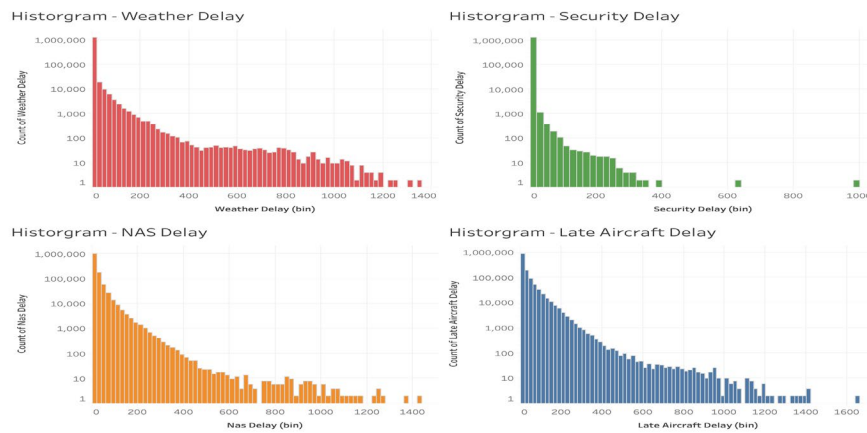 Historgram - Weather Delay
Count of Weather Delay
1,000,000
100,000
10,000
1,000
100
10
1
0 200 400 600 800 1000 1200 1400
Weather Delay (bin)
Historgram - Security Delay
Count of Security Delay
1,000,000
100,000
10,000
1,000
100
10
1
0 200 400 600 800 1000
Security Delay (bin)
Historgram - NAS Delay
Count of Nas Delay
1,000,000
100,000
10,000
1,000
100
10
1
0 200 400 600 800 1000 1200 1400
Nas Delay (bin)
Historgram - Late Aircraft Delay
Count of Late Aircraft Delay
1,000,000
100,000
10,000
1,000
100
10
1
0 200 400 600 800 1000 1200 1400 1600
Late Aircraft Delay (bin)